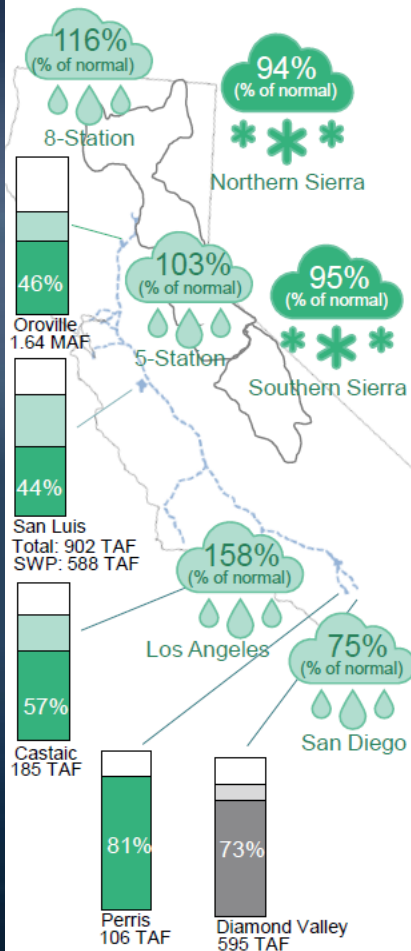 116%
(% of normal)
8-Station
94%
(% of normal)
Northern Sierra
46%
Oroville
1.64 MAF
103%
(% of normal)
5-Station
95%
(% of normal)
Southern Sierra
44%
San Luis
Total: 902 TAF
SWP: 588 TAF
158%
(% of normal)
Los Angeles
75%
(% of normal)
San Diego
57%
Castaic
185 TAF
81%
Perris
106 TAF
73%
Diamond Valley
595 TAF